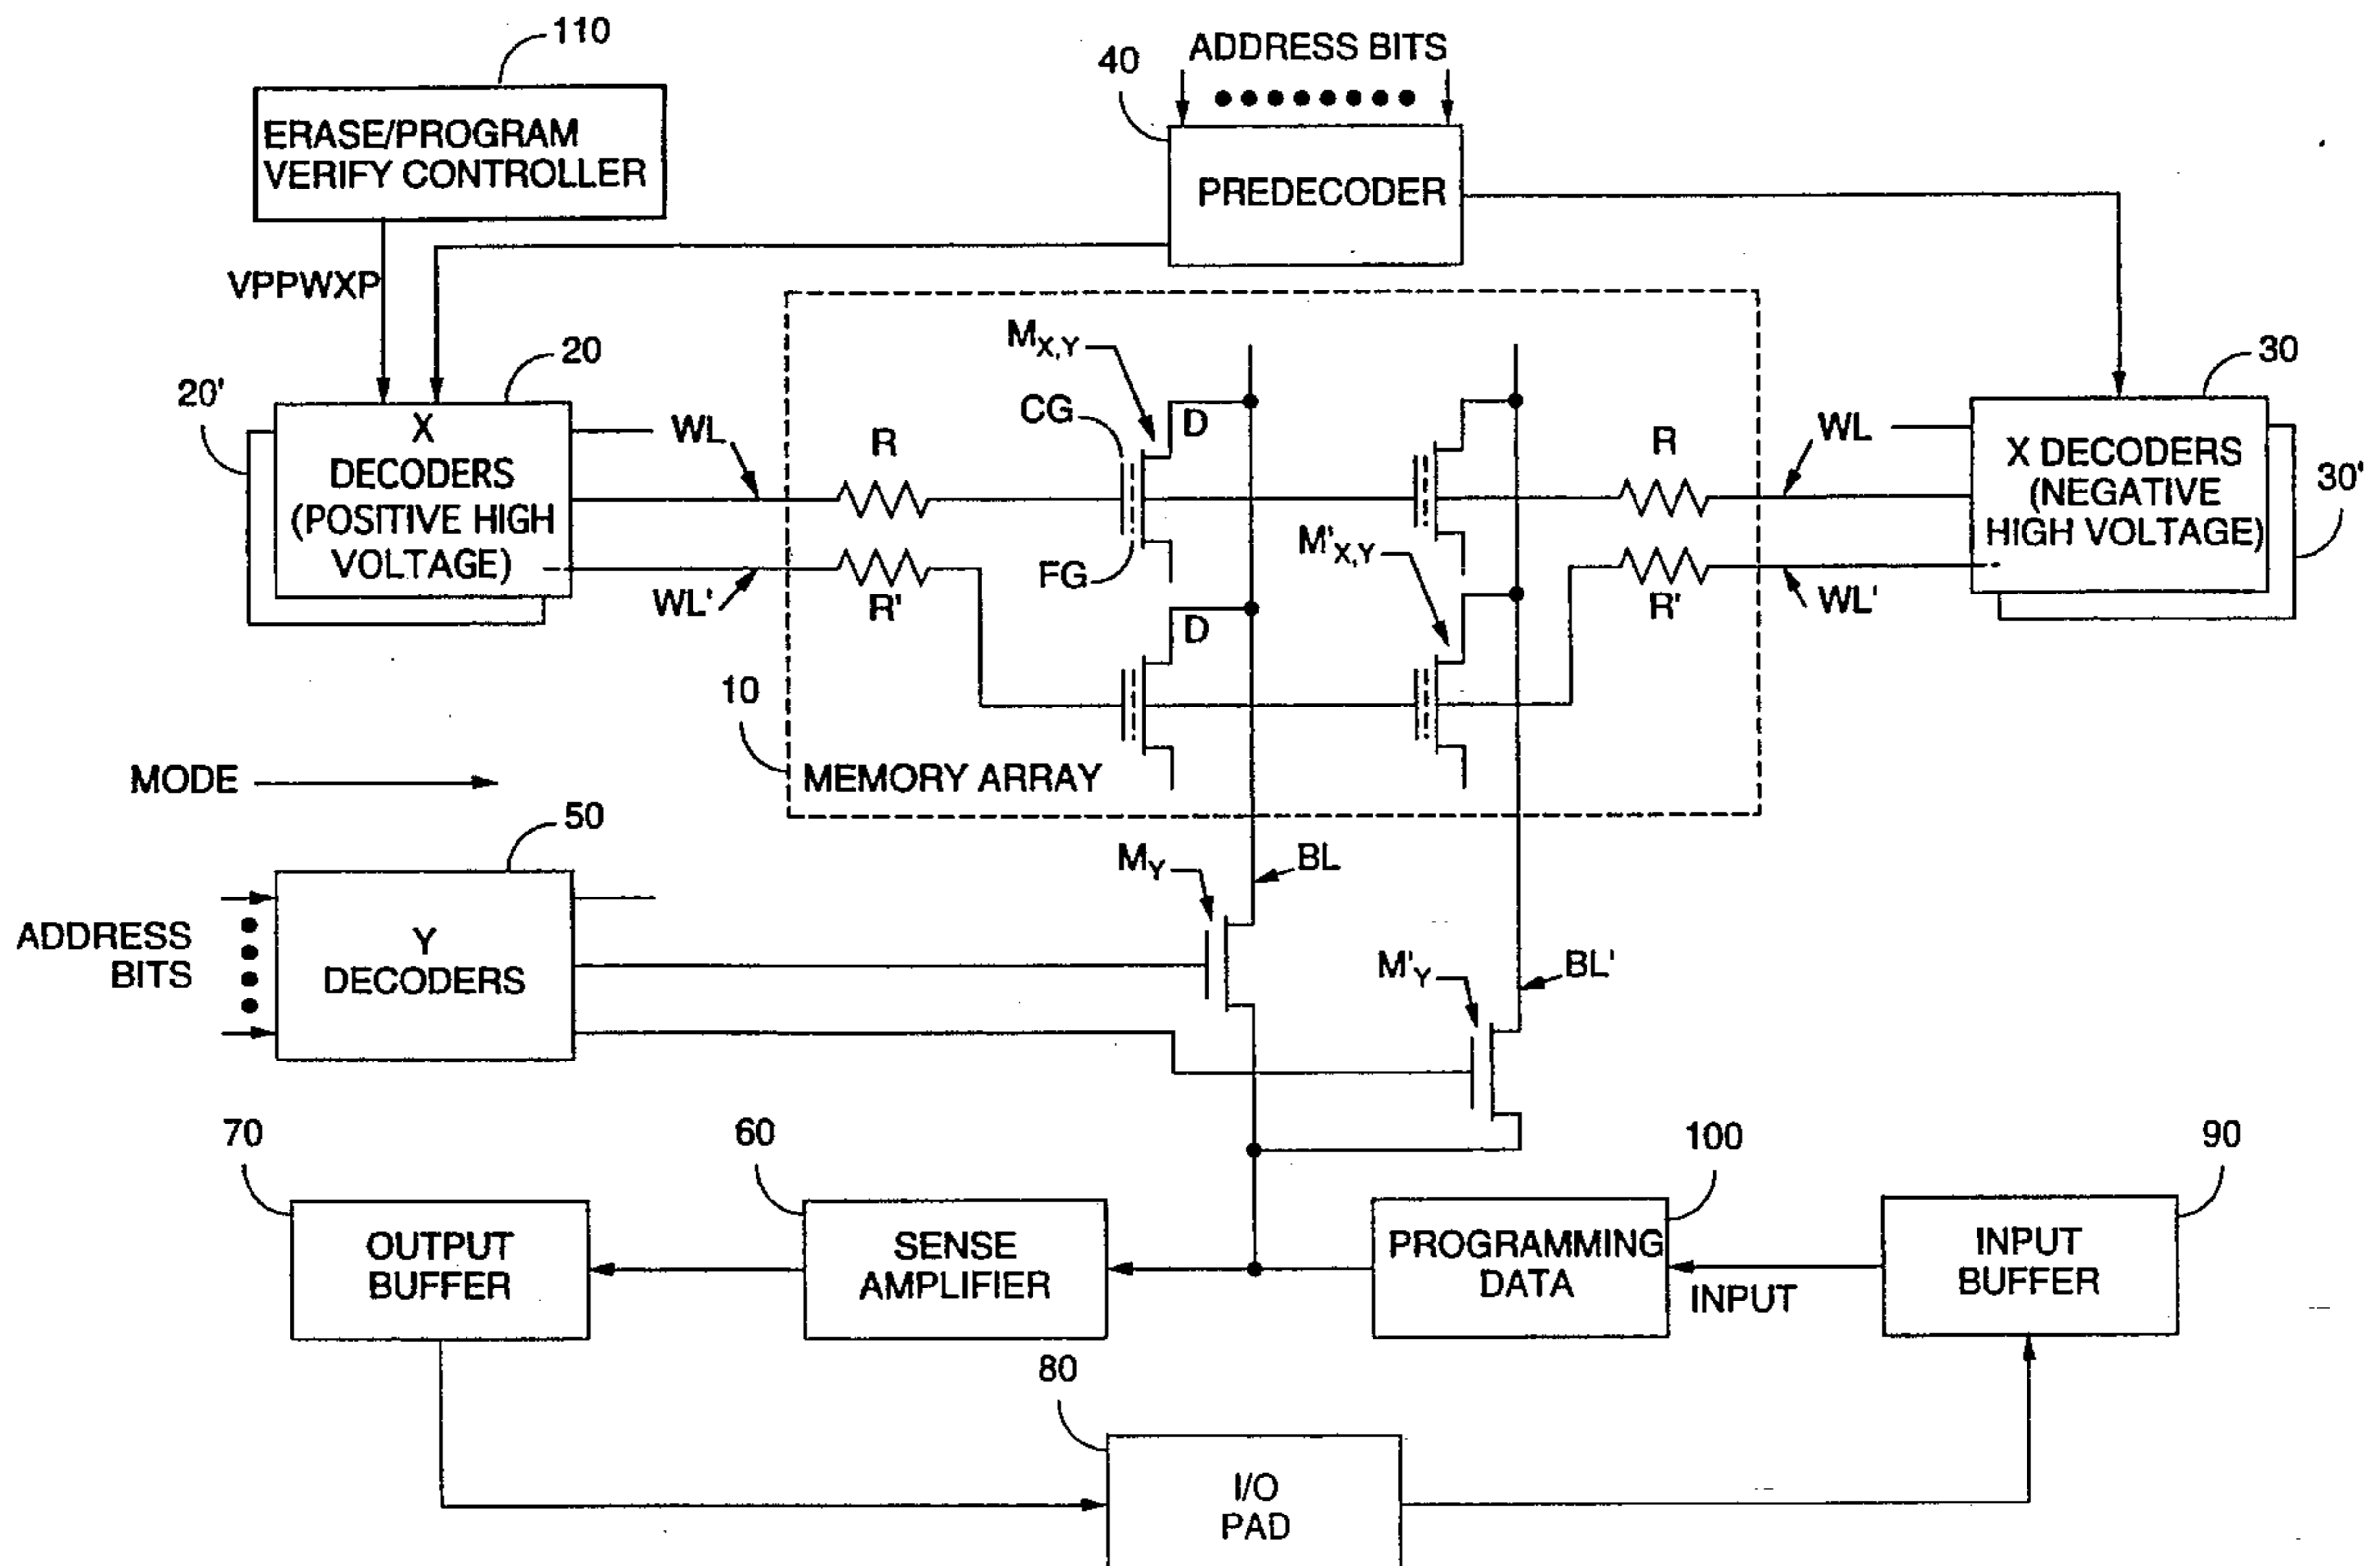 110
ERASE/PROGRAM
VERIFY CONTROLLER
VPPWXP
40
ADDRESS BITS
PREDECODER
20
20'
X
DECODERS
(POSITIVE HIGH
VOLTAGE)
WL
WL'
R
R'
M_{X,Y}
CG
FG
D
D
M'_{X,Y}
R
R'
WL
WL'
30
30'
X DECODERS
(NEGATIVE
HIGH VOLTAGE)
10
MEMORY ARRAY
MODE
50
ADDRESS
BITS
Y
DECODERS
M_Y
BL
M'_Y
BL'
70
OUTPUT
BUFFER
60
SENSE
AMPLIFIER
100
PROGRAMMING
DATA
INPUT
90
INPUT
BUFFER
80
I/O
PAD